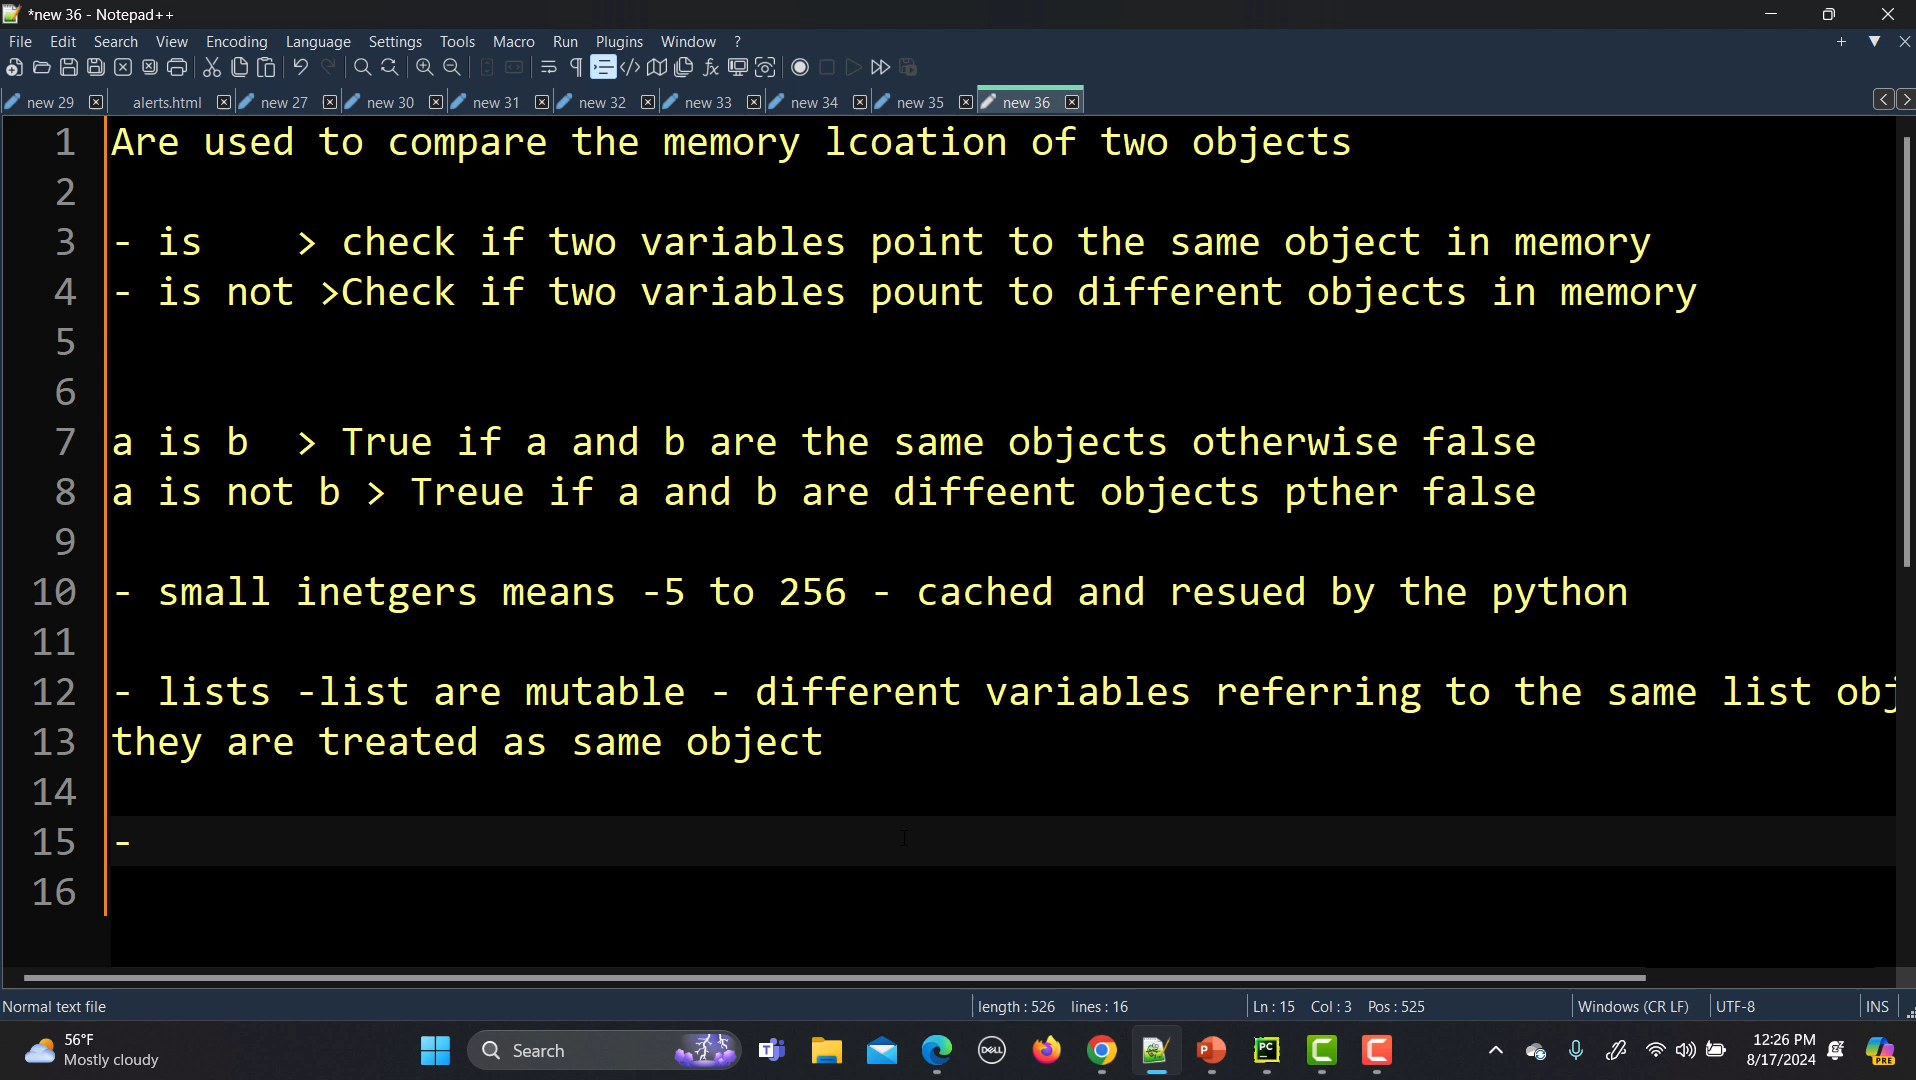 *new 36 - Notepad++
File Edit Search View Encoding Language Settings Tools Macro Run Plugins Window ?
new 29 alerts.html new 27 new 30 new 31 new 32 new 33 new 34 new 35 new 36
1 Are used to compare the memory lcoation of two objects
2
3 - is    > check if two variables point to the same object in memory
4 - is not >Check if two variables pount to different objects in memory
5
6
7 a is b  > True if a and b are the same objects otherwise false
8 a is not b > Treue if a and b are diffeent objects pther false
9
10 - small inetgers means -5 to 256 - cached and resued by the python
11
12 - lists -list are mutable - different variables referring to the same list obj
13 they are treated as same object
14
15 -
16
Normal text file length : 526 lines : 16 Ln : 15 Col : 3 Pos : 525 Windows (CR LF) UTF-8 INS
56°F
Mostly cloudy
Search
DELL
PC
PRE
12:26 PM
8/17/2024